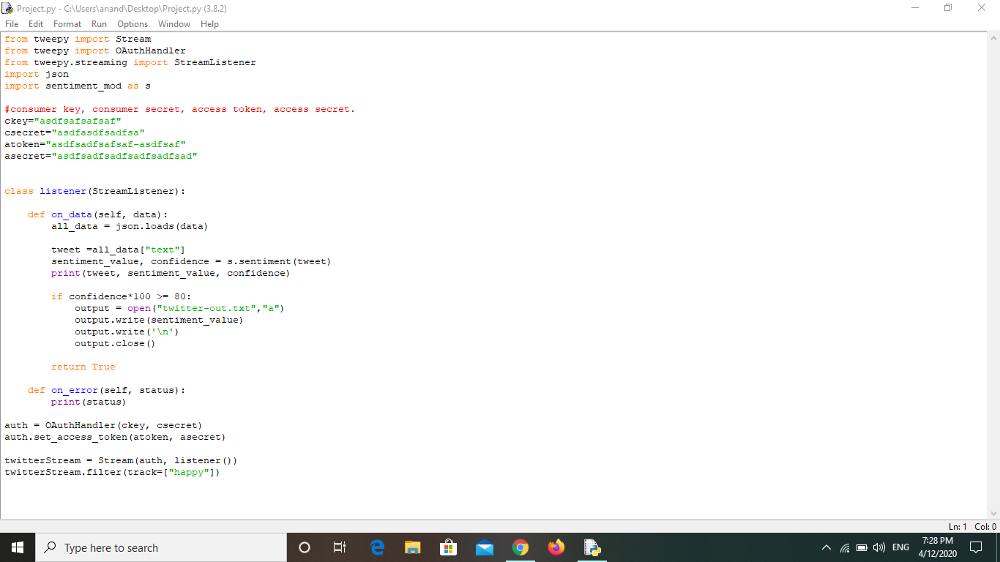 Project.py - C:\Users\anand\Desktop\Project.py (3.8.2)
File Edit Format Run Options Window Help
from tweepy import Stream
from tweepy import OAuthHandler
from tweepy.streaming import StreamListener
import json
import sentiment_mod as s

#consumer key, consumer secret, access token, access secret.
ckey="asdfsafsafsaf"
csecret="asdfasdfsadfsa"
atoken="asdfsadfsafsaf-asdfsaf"
asecret="asdfsadfsadfsadfsadfsad"


class listener(StreamListener):

    def on_data(self, data):
        all_data = json.loads(data)

        tweet =all_data["text"]
        sentiment_value, confidence = s.sentiment(tweet)
        print(tweet, sentiment_value, confidence)

        if confidence*100 >= 80:
            output = open("twitter-out.txt","a")
            output.write(sentiment_value)
            output.write('\n')
            output.close()

        return True

    def on_error(self, status):
        print(status)

auth = OAuthHandler(ckey, csecret)
auth.set_access_token(atoken, asecret)

twitterStream = Stream(auth, listener())
twitterStream.filter(track=["happy"])
Ln: 1 Col: 0
Type here to search
ENG
7:28 PM
4/12/2020